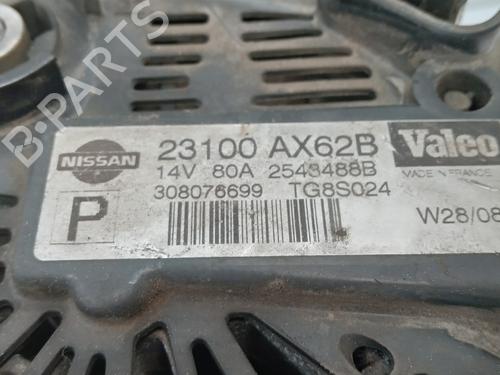 B-PARTS
NISSAN
23100 AX62B
Valeo
14V 80A 2543488B
MADE IN FRANCE
308076699 TG8S024
P
W28/08